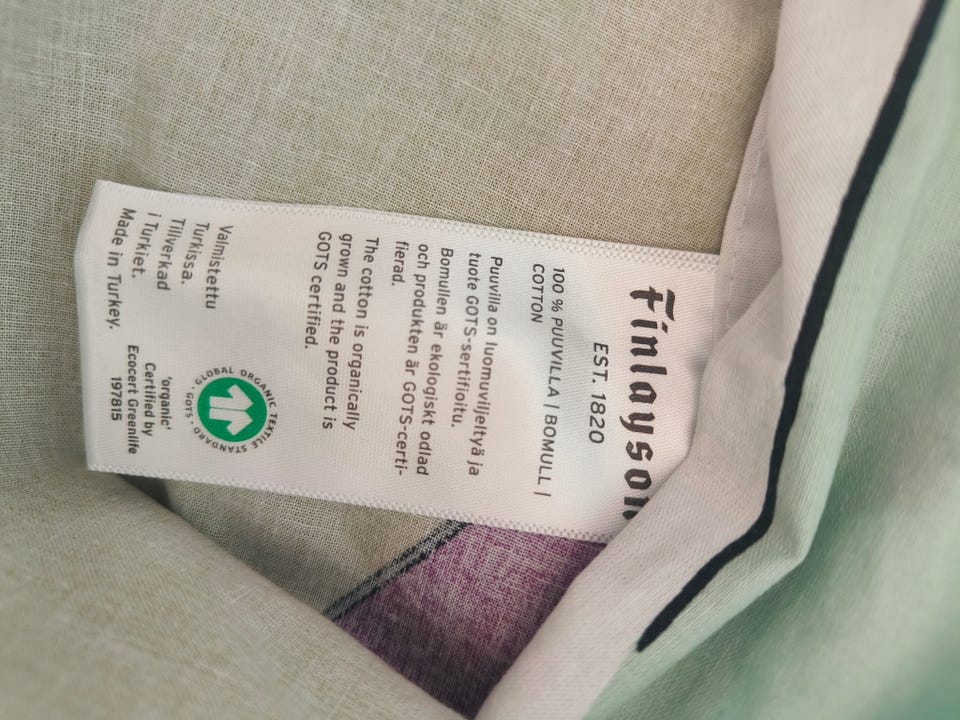 Finlayson
EST. 1820
100 % PUUVILLA | BOMULL |
COTTON
Puuvilla on luomuviljeltyä ja
tuote GOTS-sertifioitu.
Bomullen är ekologiskt odlad
och produkten är GOTS-certi-
fierad.
The cotton is organically
grown and the product is
GOTS certified.
Valmistettu
Turkissa.
Tillverkad
i Turkiet.
Made in Turkey.
GLOBAL ORGANIC TEXTILE STANDARD
· GOTS ·
'organic'
Certified by
Ecocert Greenlife
197815